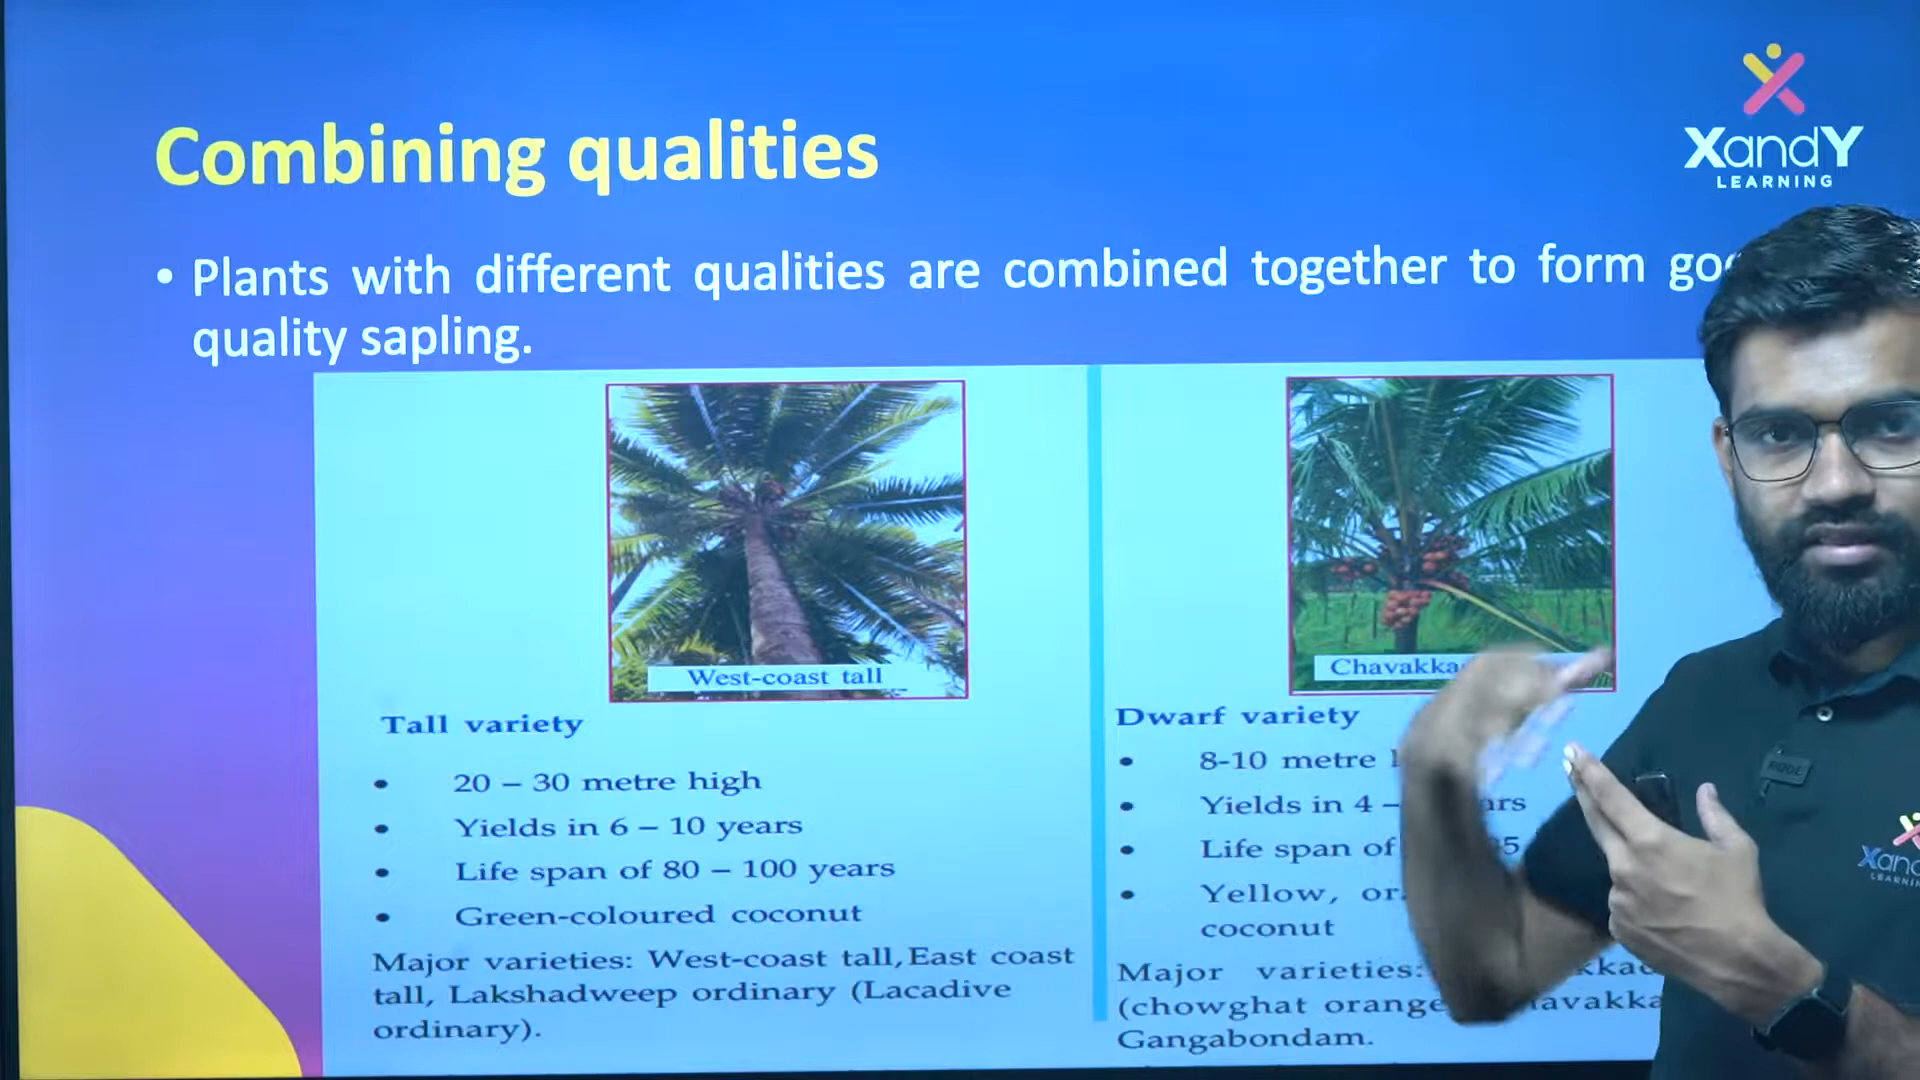 XandY
LEARNING
Combining qualities
• Plants with different qualities are combined together to form
quality sapling.
West-coast tall
Tall variety
• 20 – 30 metre high
• Yields in 6 – 10 years
• Life span of 80 – 100 years
• Green-coloured coconut
Major varieties: West-coast tall, East coast
tall, Lakshadweep ordinary (Lacadive
ordinary).
Dwarf variety
• 8-10 metre
• Yields in 4 –
• Life span of
• Yellow,
coconut
Major varieties:
(chowghat orange
Gangabondam.
RODE
LEARNING